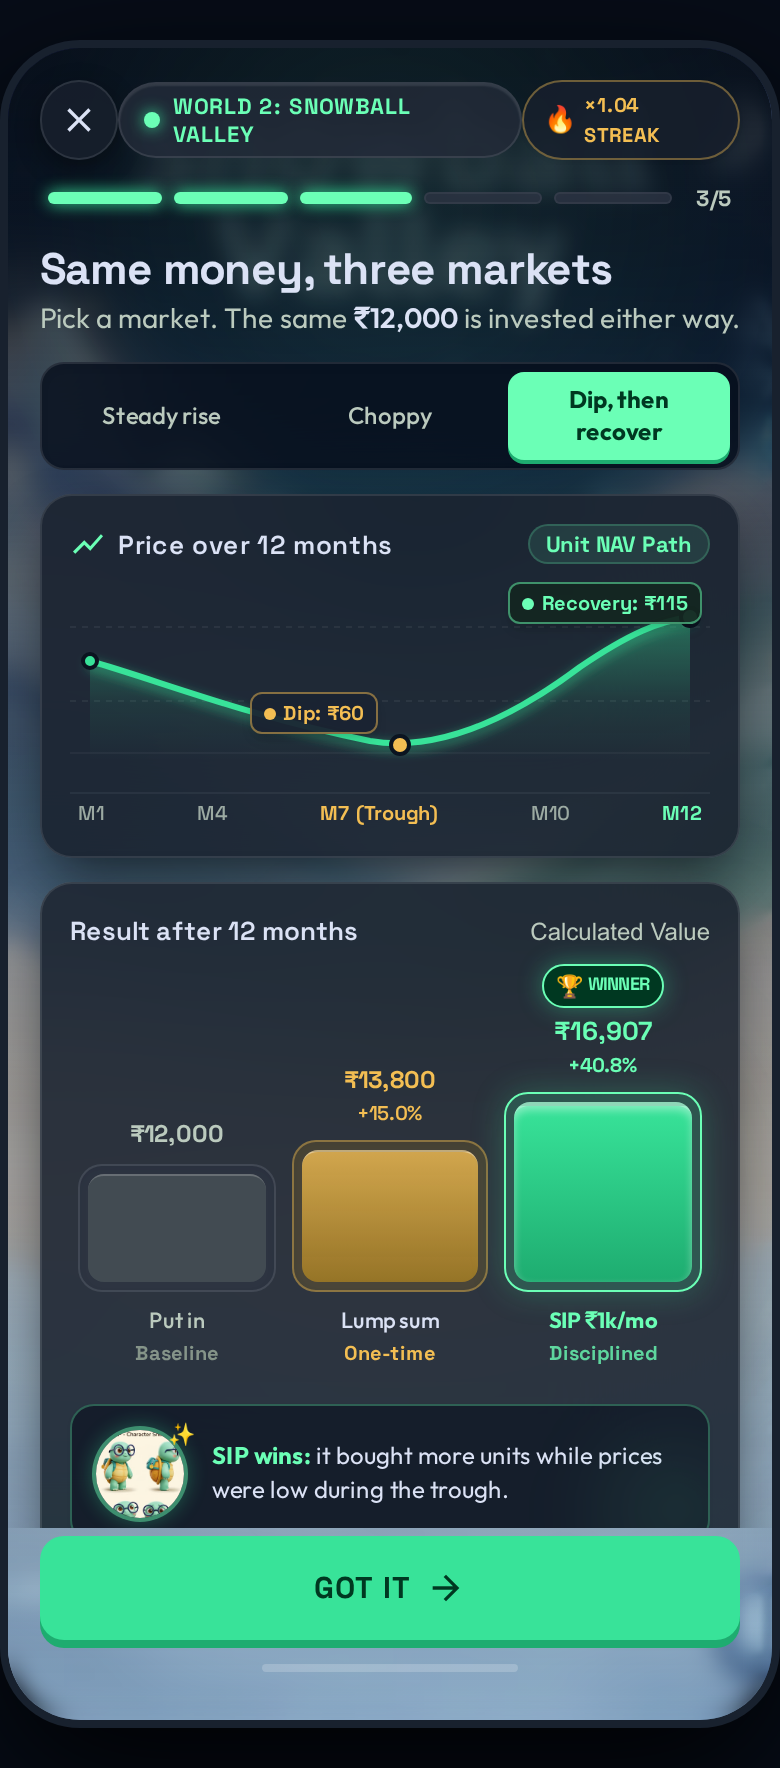 WORLD 2: SNOWBALL
VALLEY
×1.04
STREAK
3/5
Same money, three markets
Pick a market. The same ₹12,000 is invested either way.
Steady rise
Choppy
Dip, then
recover
Price over 12 months
Unit NAV Path
Recovery: ₹115
Dip: ₹60
M1
M4
M7 (Trough)
M10
M12
Result after 12 months
Calculated Value
WINNER
₹16,907
+40.8%
₹13,800
+15.0%
₹12,000
Put in
Baseline
Lump sum
One-time
SIP ₹1k/mo
Disciplined
SIP wins: it bought more units while prices
were low during the trough.
GOT IT